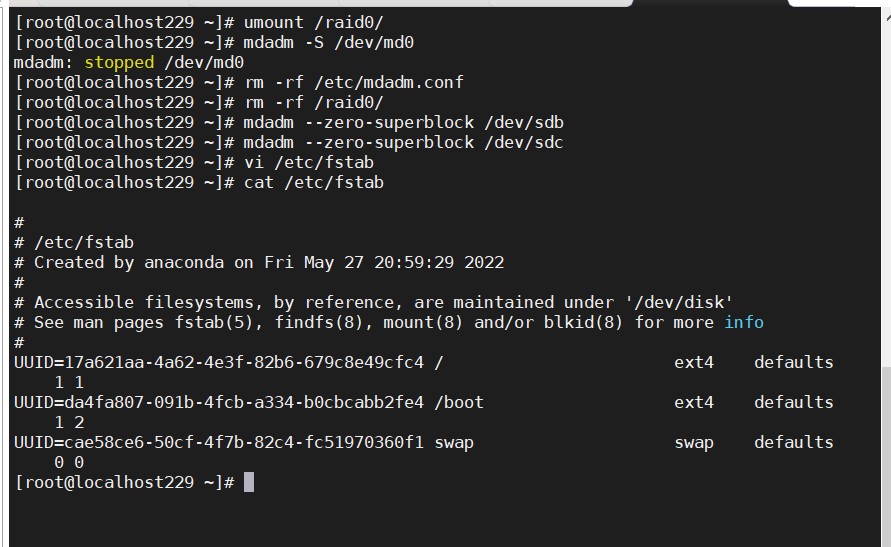 [root@localhost229 ~]# umount /raid0/
[root@localhost229 ~]# mdadm -S /dev/md0
mdadm: stopped /dev/md0
[root@localhost229 ~]# rm -rf /etc/mdadm.conf
[root@localhost229 ~]# rm -rf /raid0/
[root@localhost229 ~]# mdadm --zero-superblock /dev/sdb
[root@localhost229 ~]# mdadm --zero-superblock /dev/sdc
[root@localhost229 ~]# vi /etc/fstab
[root@localhost229 ~]# cat /etc/fstab
#
# /etc/fstab
# Created by anaconda on Fri May 27 20:59:29 2022
#
# Accessible filesystems, by reference, are maintained under '/dev/disk'
# See man pages fstab(5), findfs(8), mount(8) and/or blkid(8) for more info
#
UUID=17a621aa-4a62-4e3f-82b6-679c8e49cfc4 /                       ext4    defaults
    1 1
UUID=da4fa807-091b-4fcb-a334-b0cbcabb2fe4 /boot                   ext4    defaults
    1 2
UUID=cae58ce6-50cf-4f7b-82c4-fc51970360f1 swap                    swap    defaults
    0 0
[root@localhost229 ~]#